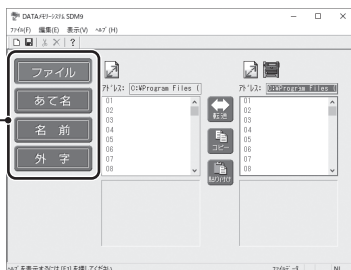 DATAメモリーシステム SDM9
ファイル(F) 編集(E) 表示(V) ヘルプ(H)
ファイル
あて名
名前
外字
アドレス: C:¥Program Files (
01
02
03
04
05
06
07
08
転送
コピー
貼り付け
アドレス: C:¥Program Files (
01
02
03
04
05
06
07
08
ヘルプを表示するには [F1] を押してください。
NU